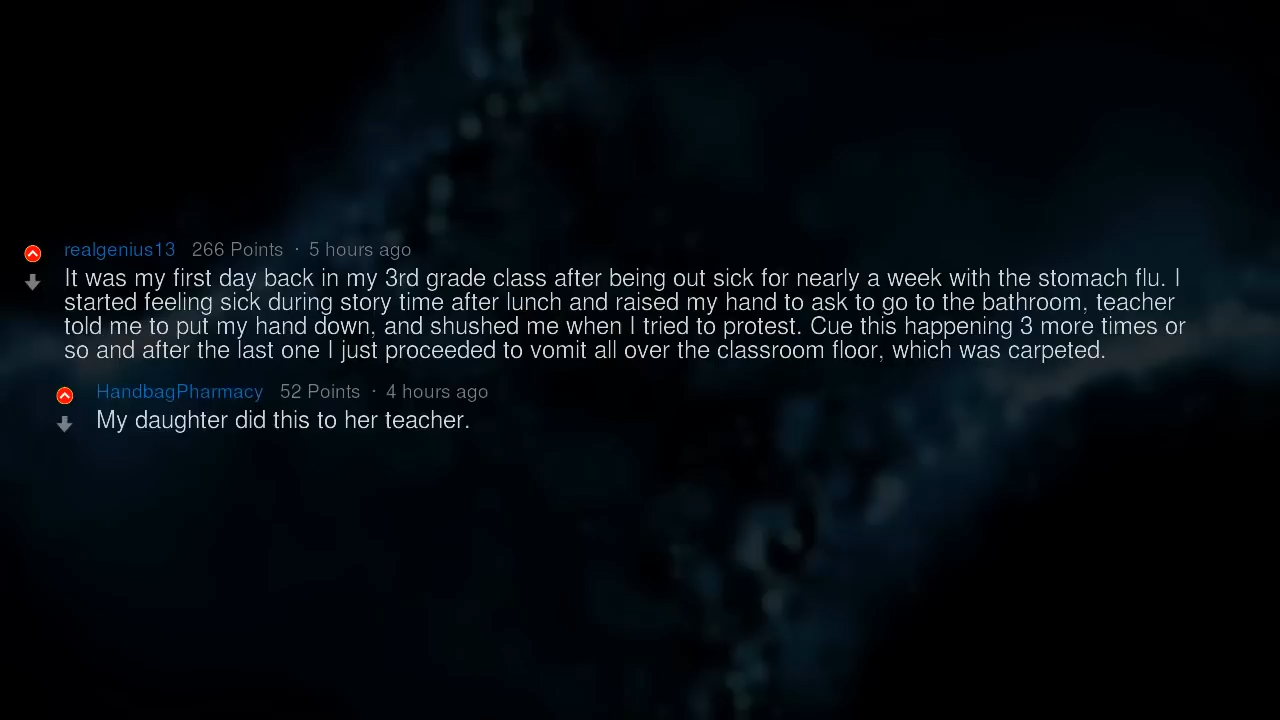 realgenius13 266 Points · 5 hours ago
It was my first day back in my 3rd grade class after being out sick for nearly a week with the stomach flu. I
started feeling sick during story time after lunch and raised my hand to ask to go to the bathroom, teacher
told me to put my hand down, and shushed me when I tried to protest. Cue this happening 3 more times or
so and after the last one I just proceeded to vomit all over the classroom floor, which was carpeted.
HandbagPharmacy 52 Points · 4 hours ago
My daughter did this to her teacher.